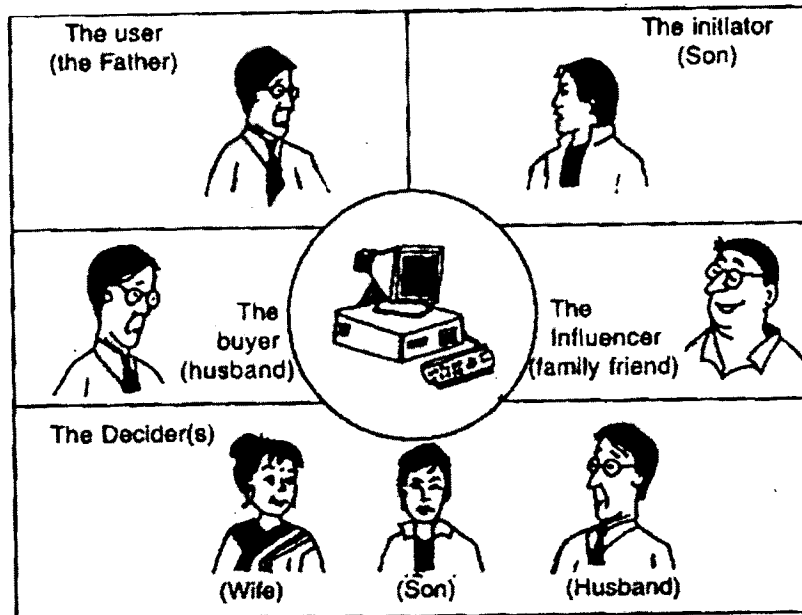 The user
(the Father)
The initiator
(Son)
The
buyer
(husband)
The
Influencer
(family friend)
The Decider(s)
(Wife)
(Son)
(Husband)